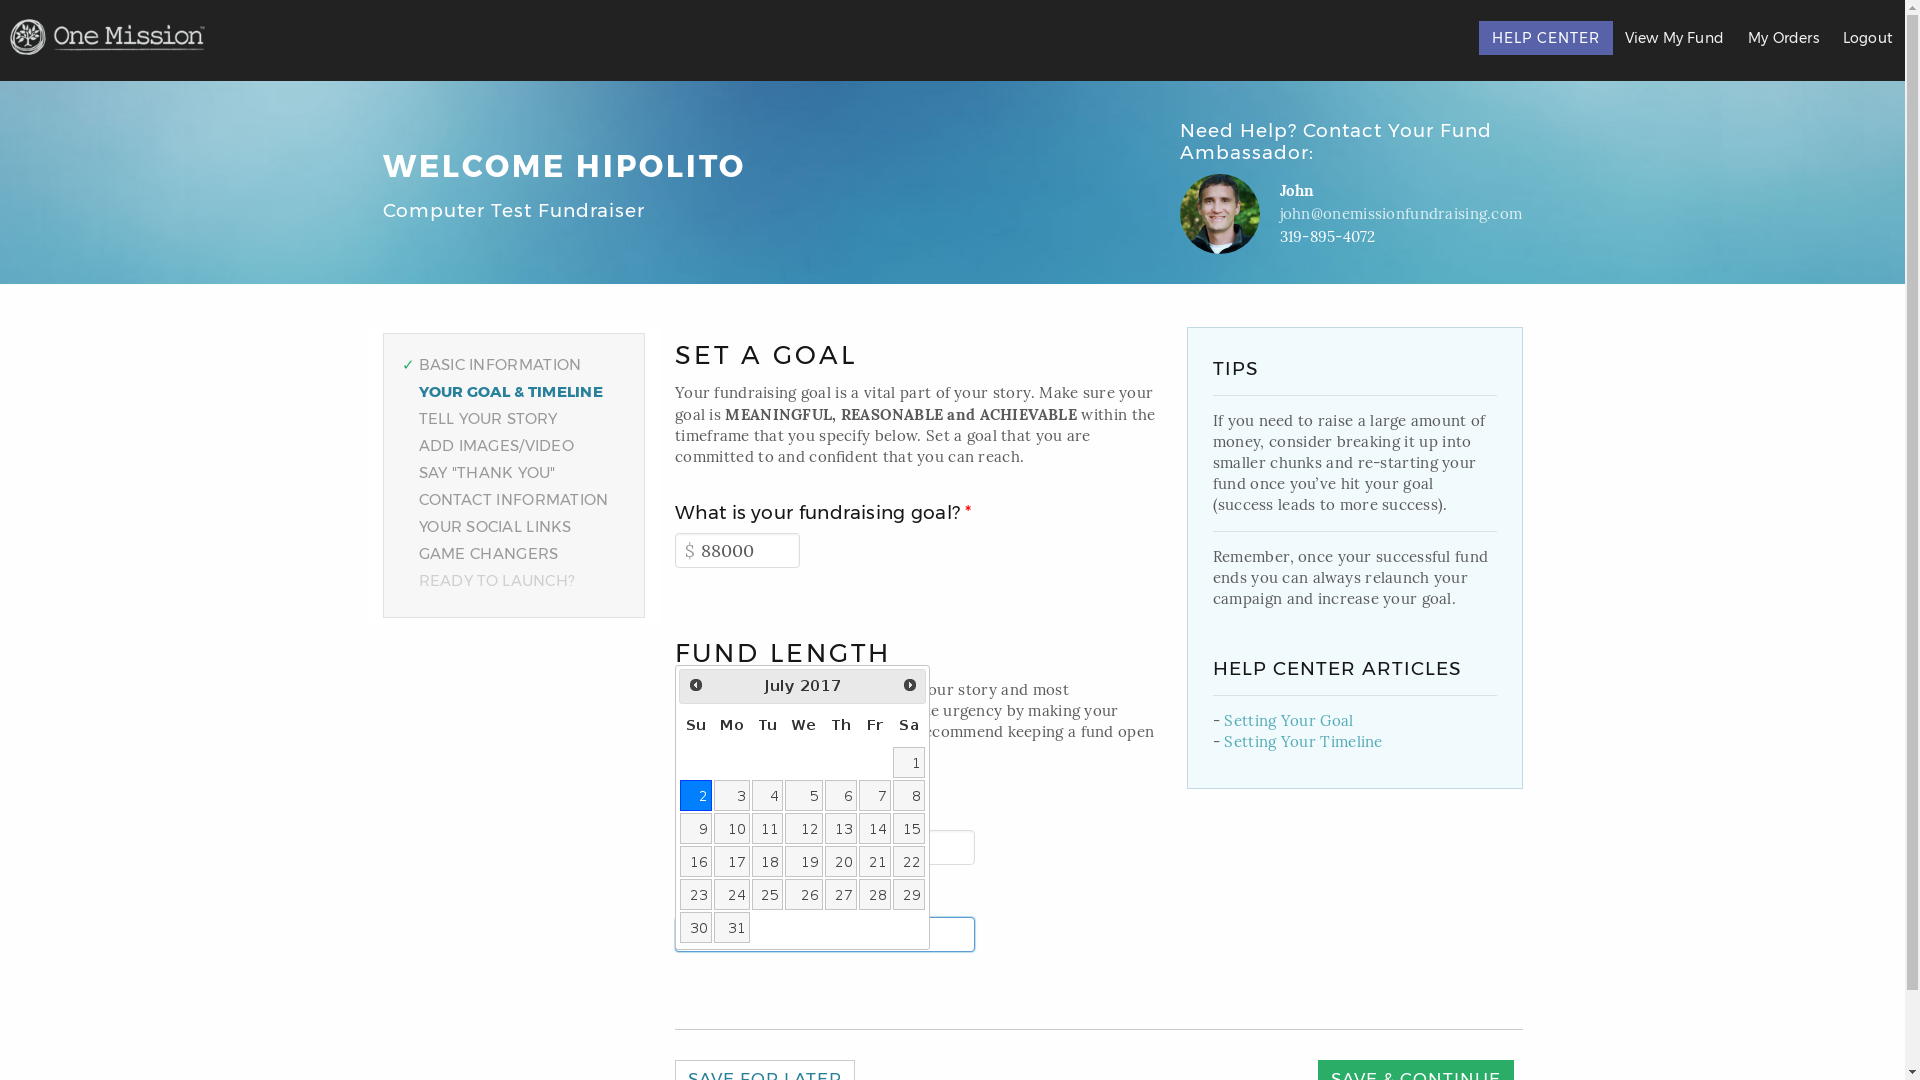 One Mission
HELP CENTER
View My Fund
My Orders
Logout
WELCOME HIPOLITO
Computer Test Fundraiser
Need Help? Contact Your Fund
Ambassador:
John
john@onemissionfundraising.com
319-895-4072
✓ BASIC INFORMATION
YOUR GOAL & TIMELINE
TELL YOUR STORY
ADD IMAGES/VIDEO
SAY "THANK YOU"
CONTACT INFORMATION
YOUR SOCIAL LINKS
GAME CHANGERS
READY TO LAUNCH?
SET A GOAL
Your fundraising goal is a vital part of your story. Make sure your
goal is MEANINGFUL, REASONABLE and ACHIEVABLE within the
timeframe that you specify below. Set a goal that you are
committed to and confident that you can reach.
What is your fundraising goal? *
$ 88000
FUND LENGTH
our story and most
urgency by making your
keeping a fund open
July 2017
Su Mo Tu We Th Fr Sa
1
2 3 4 5 6 7 8
9 10 11 12 13 14 15
16 17 18 19 20 21 22
23 24 25 26 27 28 29
30 31
SAVE FOR LATER
SAVE & CONTINUE
TIPS
If you need to raise a large amount of
money, consider breaking it up into
smaller chunks and re-starting your
fund once you’ve hit your goal
(success leads to more success).
Remember, once your successful fund
ends you can always relaunch your
campaign and increase your goal.
HELP CENTER ARTICLES
- Setting Your Goal
- Setting Your Timeline